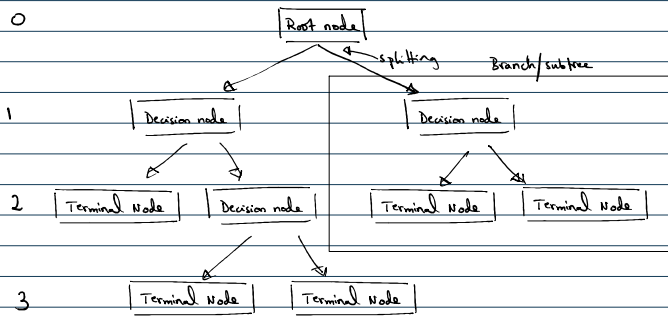 0 Root node
splitting
Branch/subtree
1 Decision node Decision node
2 Terminal Node Decision node Terminal Node Terminal Node
3 Terminal Node Terminal Node